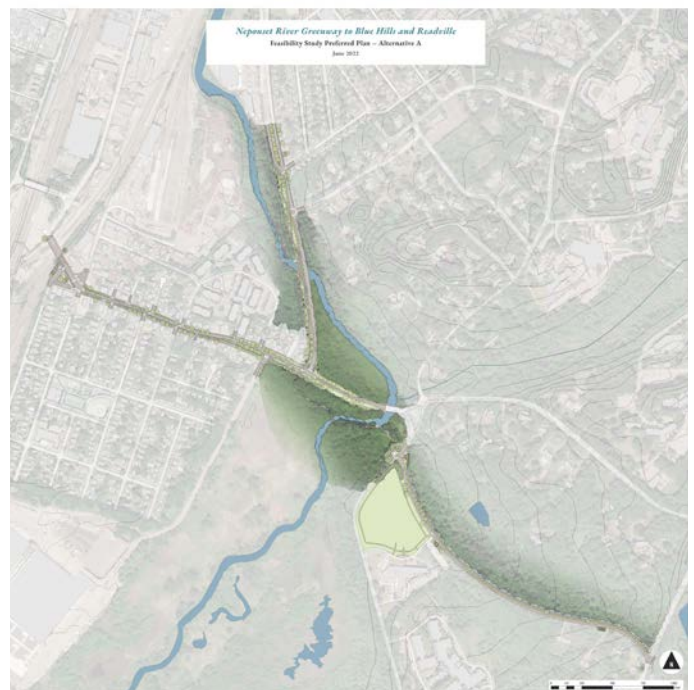 Neponset River Greenway to Blue Hills and Readville
Feasibility Study Preferred Plan – Alternative A
June 2022